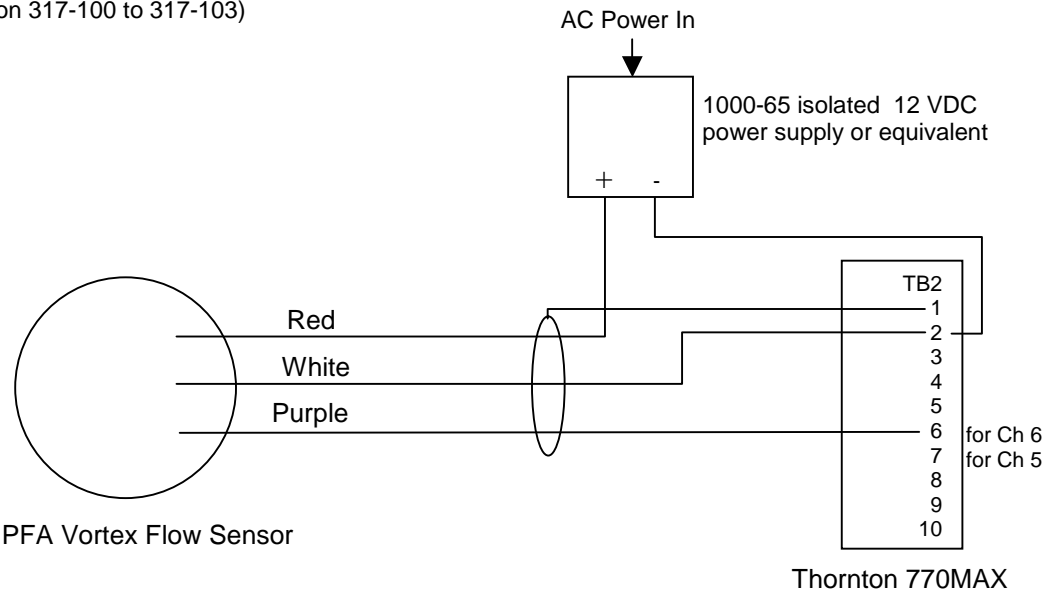 on 317-100 to 317-103)
AC Power In
1000-65 isolated 12 VDC
power supply or equivalent
+ -
TB2
1
2
3
4
5
6
7
8
9
10
for Ch 6
for Ch 5
Red
White
Purple
PFA Vortex Flow Sensor
Thornton 770MAX